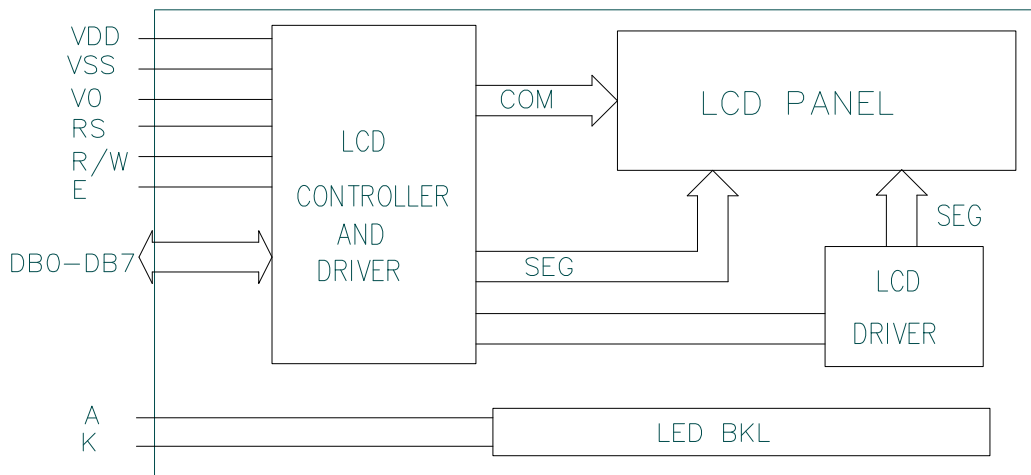 VDD
VSS
V0
RS
R/W
E
DB0-DB7
LCD
CONTROLLER
AND
DRIVER
COM
LCD PANEL
SEG
SEG
LCD
DRIVER
A
K
LED BKL